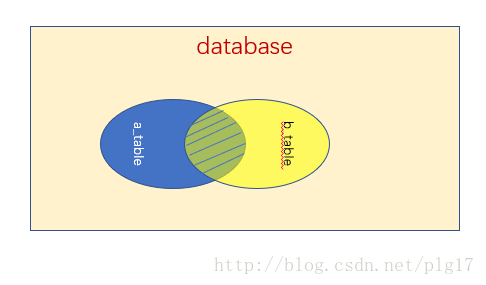 database
a_table
b_table
http://blog.csdn.net/plg17